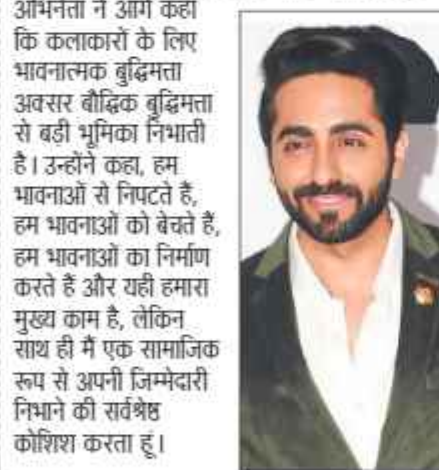 अभिनेता ने आगे कहा
कि कलाकारों के लिए
भावनात्मक बुद्धिमत्ता
अक्सर बौद्धिक बुद्धिमत्ता
से बड़ी भूमिका निभाती
है। उन्होंने कहा, हम
भावनाओं से निपटते हैं,
हम भावनाओं को बेचते हैं,
हम भावनाओं का निर्माण
करते हैं और यही हमारा
मुख्य काम है, लेकिन
साथ ही मैं एक सामाजिक
रूप से अपनी जिम्मेदारी
निभाने की सर्वश्रेष्ठ
कोशिश करता हूं।